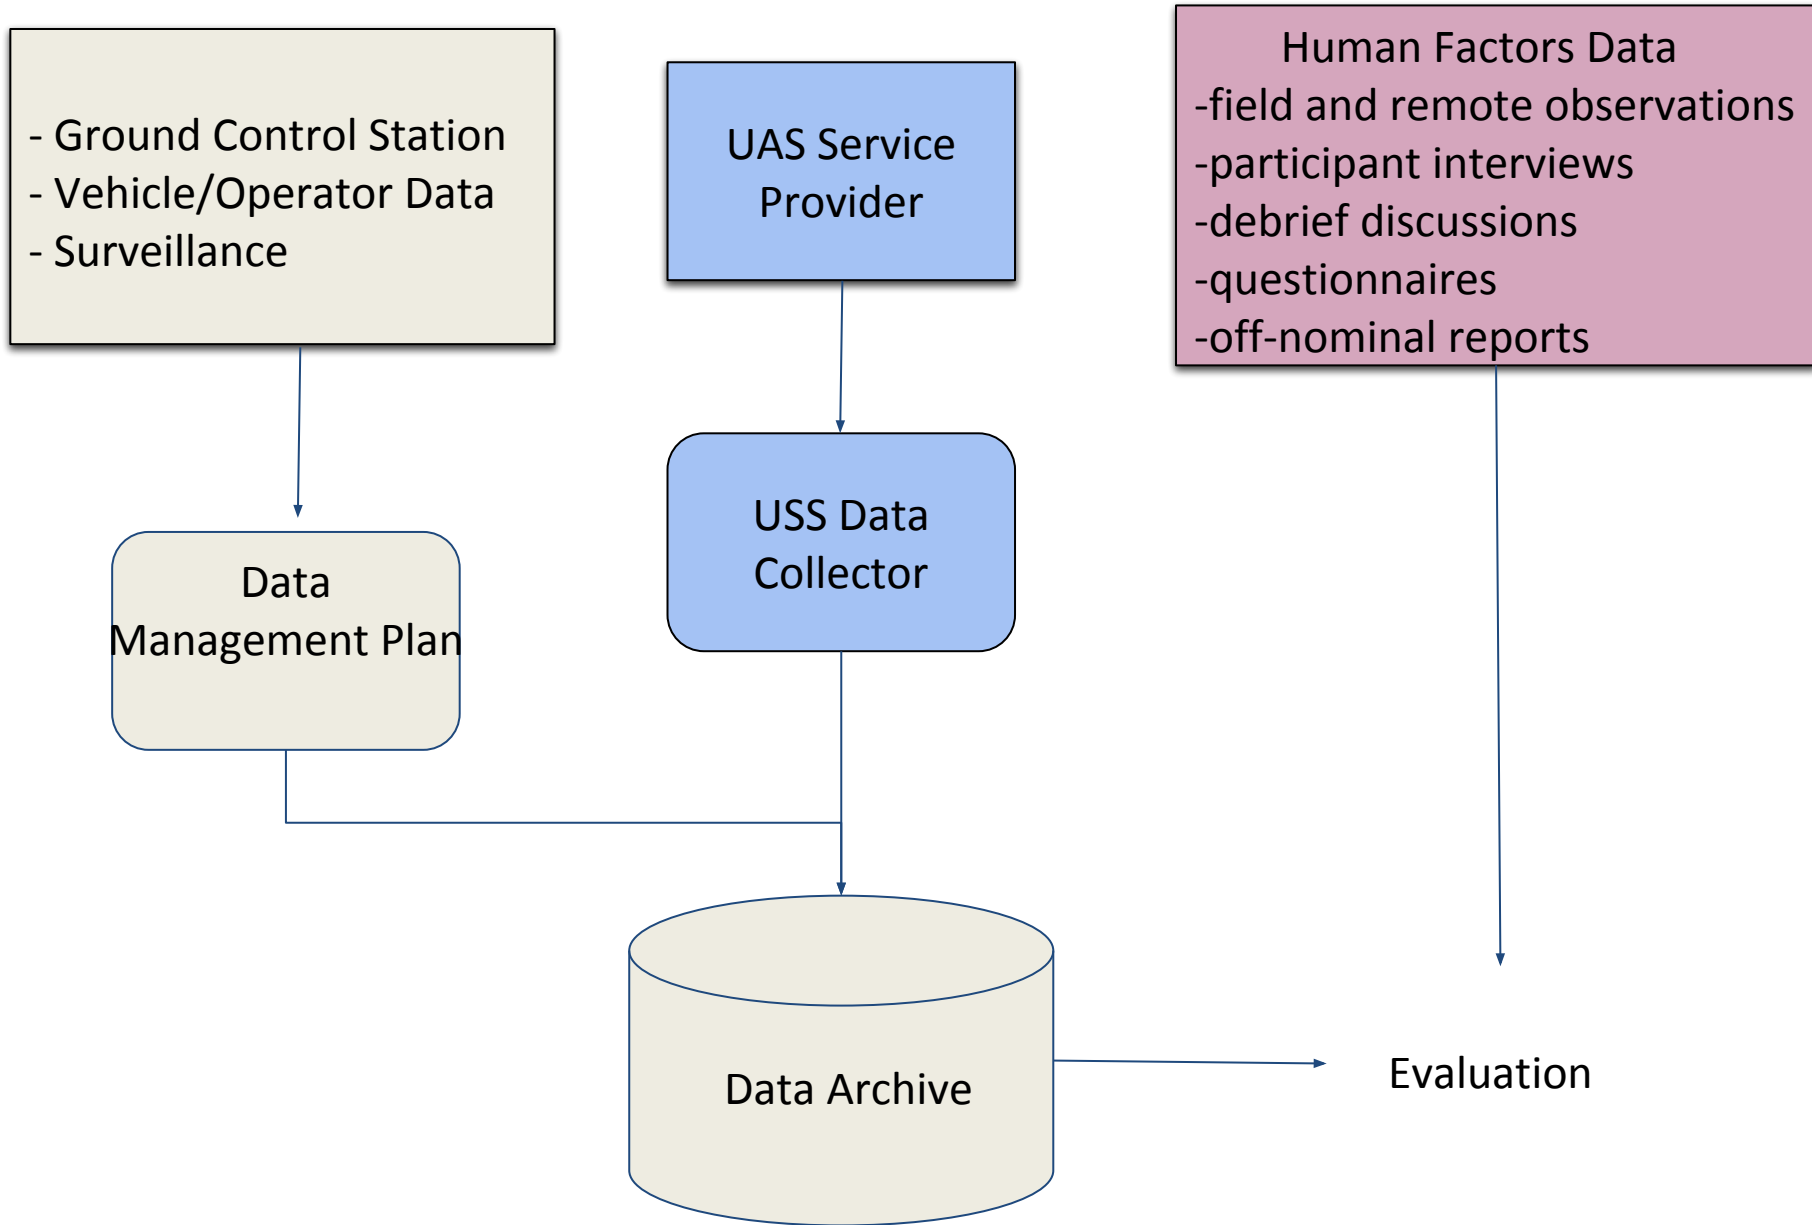 - Ground Control Station
- Vehicle/Operator Data
- Surveillance
UAS Service
Provider
Human Factors Data
-field and remote observations
-participant interviews
-debrief discussions
-questionnaires
-off-nominal reports
USS Data
Collector
Data
Management Plan
Data Archive
Evaluation